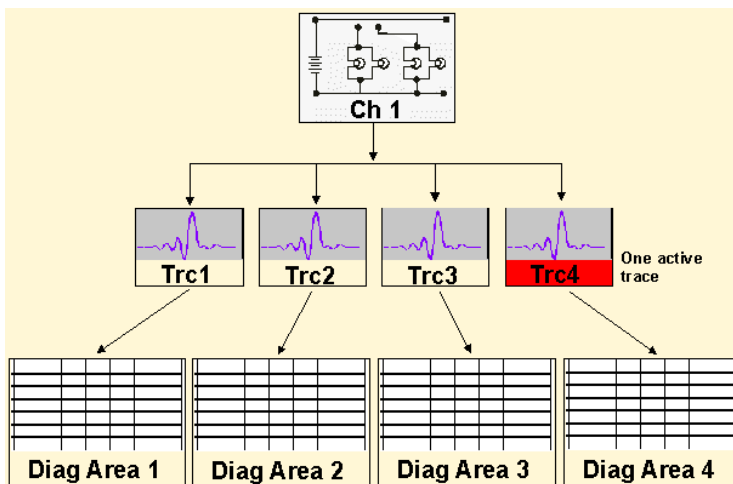 Ch 1
Trc1
Trc2
Trc3
Trc4
One active
trace
Diag Area 1
Diag Area 2
Diag Area 3
Diag Area 4